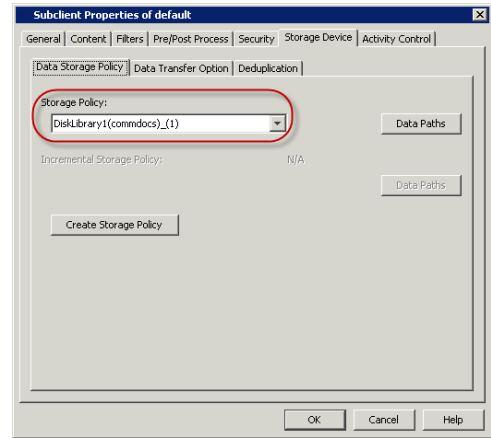 Subclient Properties of default
General Content Filters Pre/Post Process Security Storage Device Activity Control
Data Storage Policy Data Transfer Option Deduplication
Storage Policy:
DiskLibrary1(commdocs)_(1) Data Paths
Incremental Storage Policy: N/A
Data Paths
Create Storage Policy
OK Cancel Help